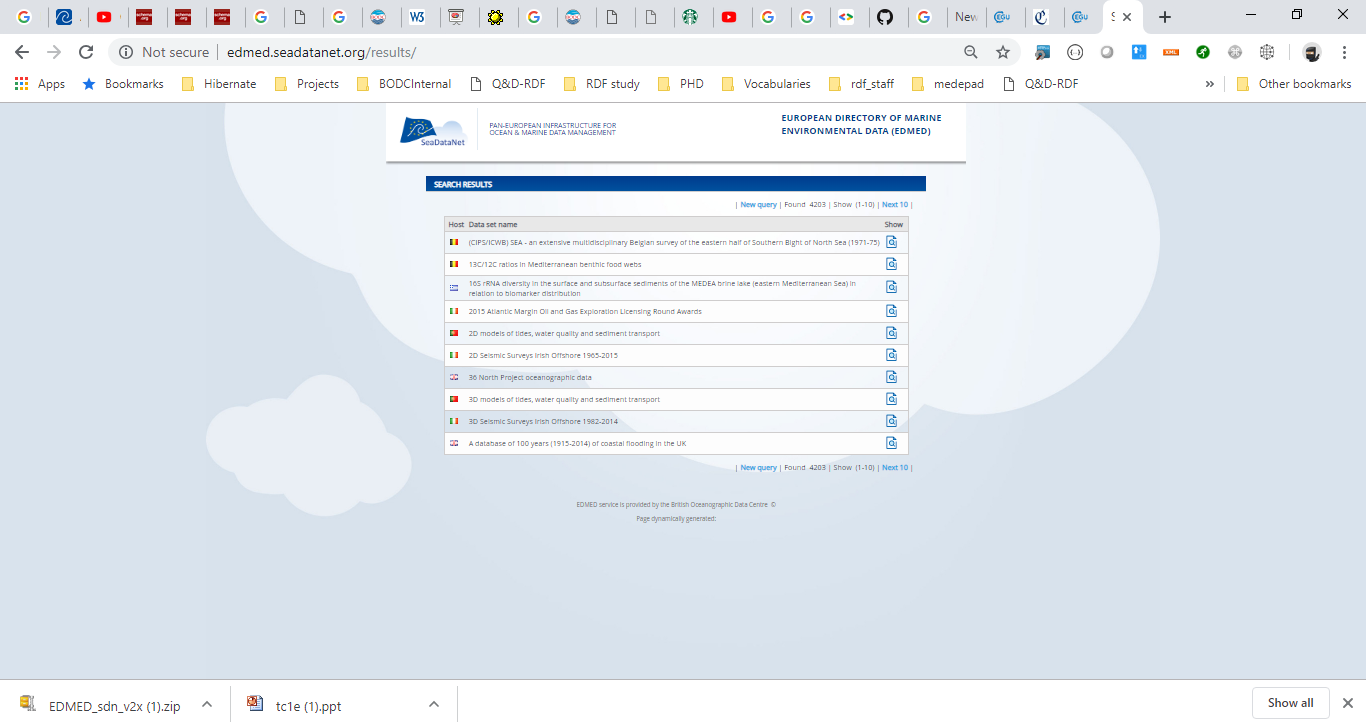 W3
New
EGU
EGU
S
Not secure | edmed.seadatanet.org/results/
XML
Apps Bookmarks Hibernate Projects BODCInternal Q&D-RDF RDF study PHD Vocabularies rdf_staff medepad Q&D-RDF » Other bookmarks
SeaDataNet
PAN-EUROPEAN INFRASTRUCTURE FOR
OCEAN & MARINE DATA MANAGEMENT
EUROPEAN DIRECTORY OF MARINE
ENVIRONMENTAL DATA (EDMED)
SEARCH RESULTS
| New query | Found 4203 | Show (1-10) | Next 10 |
Host Data set name Show
(CIPS/ICWB) SEA - an extensive multidisciplinary Belgian survey of the eastern half of Southern Bight of North Sea (1971-75)
13C/12C ratios in Mediterranean benthic food webs
16S rRNA diversity in the surface and subsurface sediments of the MEDEA brine lake (eastern Mediterranean Sea) in
relation to biomarker distribution
2015 Atlantic Margin Oil and Gas Exploration Licensing Round Awards
2D models of tides, water quality and sediment transport
2D Seismic Surveys Irish Offshore 1965-2015
36 North Project oceanographic data
3D models of tides, water quality and sediment transport
3D Seismic Surveys Irish Offshore 1982-2014
A database of 100 years (1915-2014) of coastal flooding in the UK
| New query | Found 4203 | Show (1-10) | Next 10 |
EDMED service is provided by the British Oceanographic Data Centre ©
Page dynamically generated:
EDMED_sdn_v2x (1).zip
tc1e (1).ppt
Show all